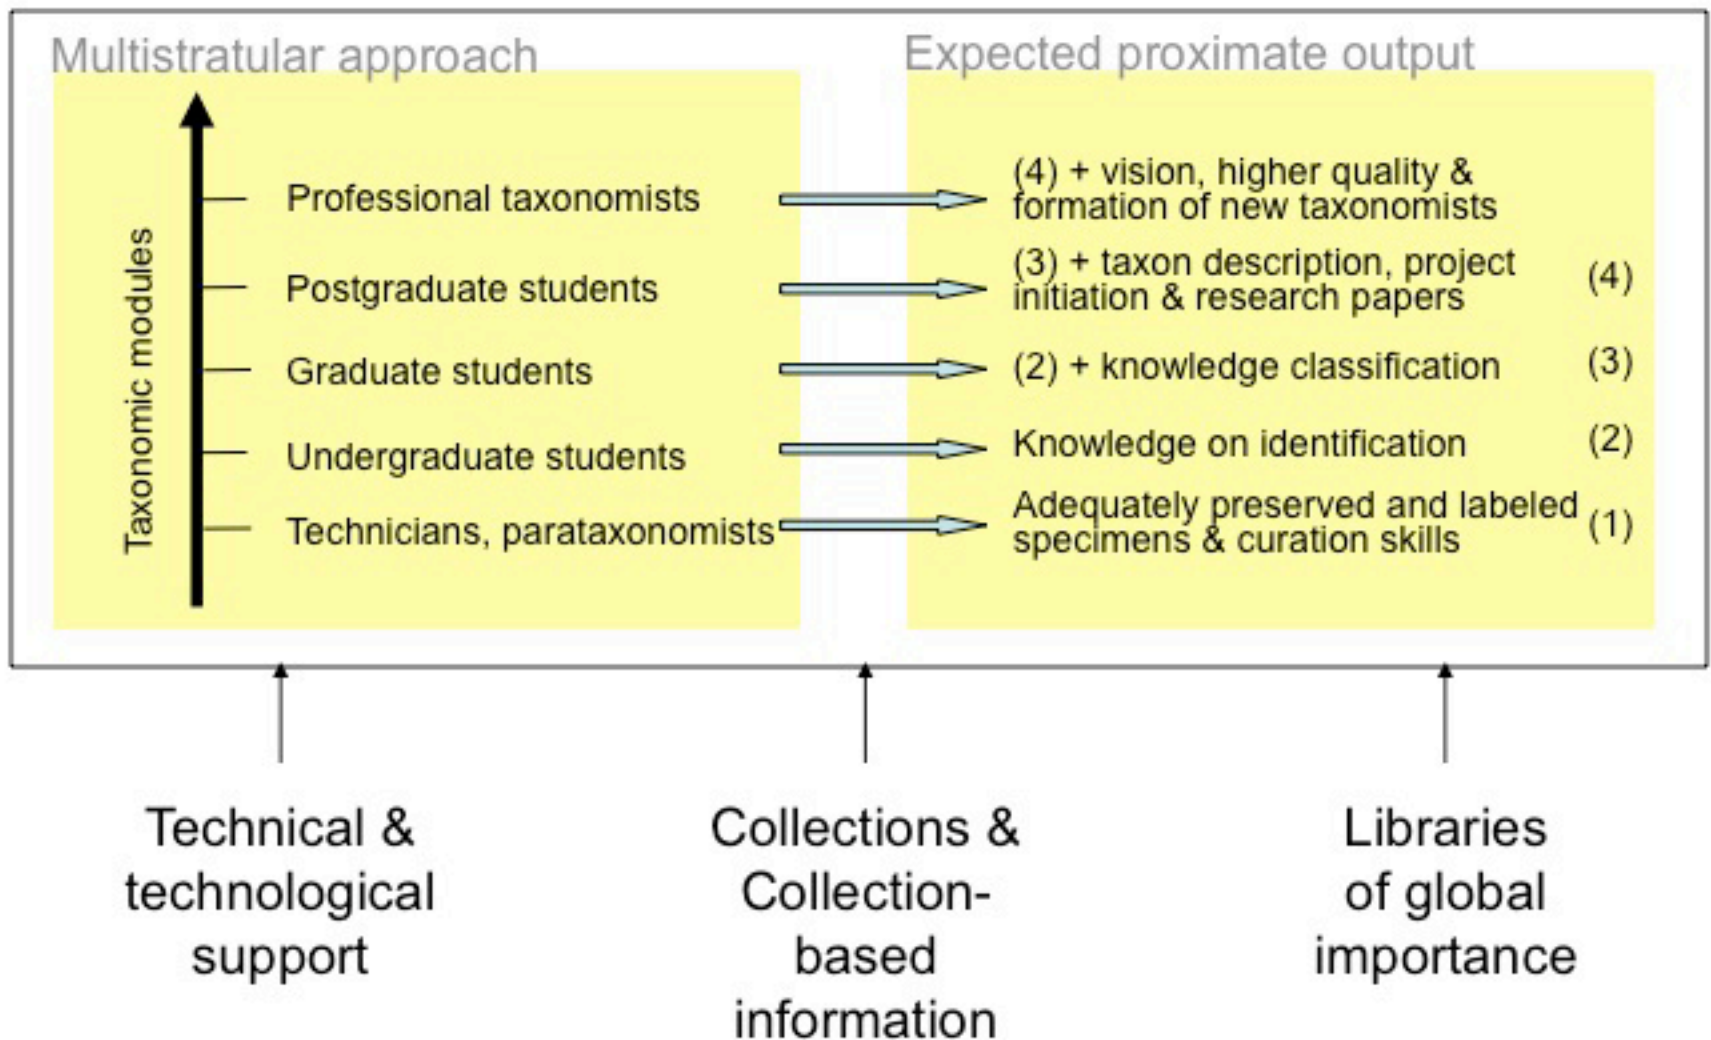 Multistratular approach
Expected proximate output
Taxonomic modules
Professional taxonomists
(4) + vision, higher quality &
formation of new taxonomists
Postgraduate students
(3) + taxon description, project
initiation & research papers
(4)
Graduate students
(2) + knowledge classification
(3)
Undergraduate students
Knowledge on identification
(2)
Technicians, parataxonomists
Adequately preserved and labeled
specimens & curation skills
(1)
Technical &
technological
support
Collections &
Collection-
based
information
Libraries
of global
importance